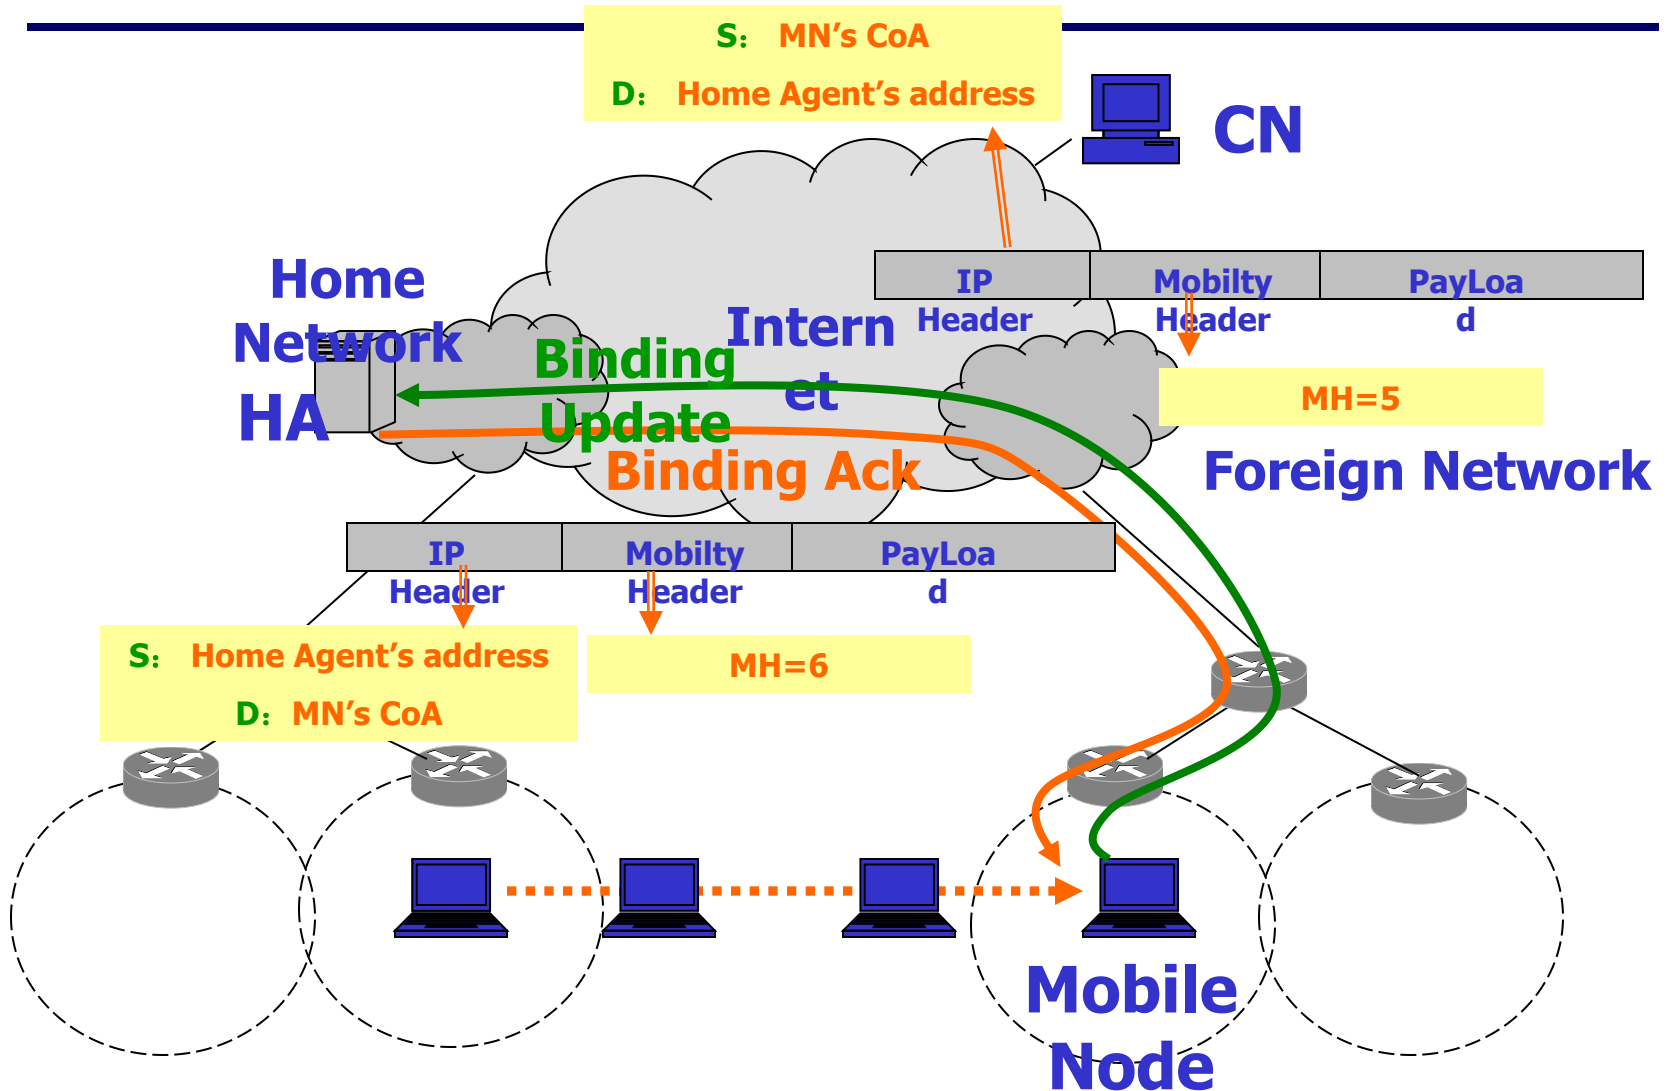 S： MN’s CoA
D： Home Agent’s address
CN
IP
Header
Mobilty
Header
PayLoa
d
Home
Network
HA
Intern
et
Binding
Update
Binding Ack
MH=5
Foreign Network
IP
Header
Mobilty
Header
PayLoa
d
S： Home Agent’s address
D：MN’s CoA
MH=6
Mobile
Node